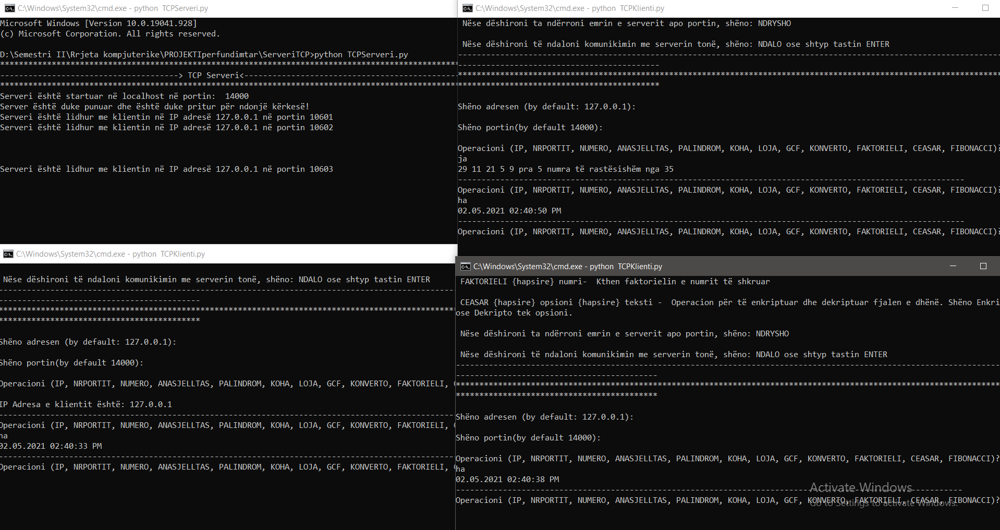 C:\Windows\System32\cmd.exe - python  TCPServeri.py
Microsoft Windows [Version 10.0.19041.928]
(c) Microsoft Corporation. All rights reserved.
D:\Semestri II\Rrjeta kompjuterike\PROJEKTIperfundimtar\ServeriTCP>python TCPServeri.py
*************************************************************************************************
--------------------------------------> TCP Serveri<----------------------------------------------
*************************************************************************************************
Serveri është startuar në localhost në portin:  14000
Server është duke punuar dhe është duke pritur për ndonjë kërkesë!
Serveri është lidhur me klientin në IP adresë 127.0.0.1 në portin 10601
Serveri është lidhur me klientin në IP adresë 127.0.0.1 në portin 10602
Serveri është lidhur me klientin në IP adresë 127.0.0.1 në portin 10603
C:\Windows\System32\cmd.exe - python  TCPKlienti.py
Nëse dëshironi ta ndërroni emrin e serverit apo portin, shëno: NDRYSHO
Nëse dëshironi të ndaloni komunikimin me serverin tonë, shëno: NDALO ose shtyp tastin ENTER
--------------------------------------------------------------------------------------------------------------------
-------------------------------------------
********************************************************************************************************************
*******************************************
Shëno adresen (by default: 127.0.0.1):
Shëno portin(by default 14000):
Operacioni (IP, NRPORTIT, NUMERO, ANASJELLTAS, PALINDROM, KOHA, LOJA, GCF, KONVERTO, FAKTORIELI, CEASAR, FIBONACCI)?
ja
29 11 21 5 9 pra 5 numra të rastësishëm nga 35
------------------------------------------------------------------------------------------------------------
Operacioni (IP, NRPORTIT, NUMERO, ANASJELLTAS, PALINDROM, KOHA, LOJA, GCF, KONVERTO, FAKTORIELI, CEASAR, FIBONACCI)?
ha
02.05.2021 02:40:50 PM
------------------------------------------------------------------------------------------------------------
Operacioni (IP, NRPORTIT, NUMERO, ANASJELLTAS, PALINDROM, KOHA, LOJA, GCF, KONVERTO, FAKTORIELI, CEASAR, FIBONACCI)?
C:\Windows\System32\cmd.exe - python  TCPKlienti.py
Nëse dëshironi të ndaloni komunikimin me serverin tonë, shëno: NDALO ose shtyp tastin ENTER
-------------------------------------------------------------------------------------------------
-------------------------------------------
*************************************************************************************************
*******************************************
Shëno adresen (by default: 127.0.0.1):
Shëno portin(by default 14000):
Operacioni (IP, NRPORTIT, NUMERO, ANASJELLTAS, PALINDROM, KOHA, LOJA, GCF, KONVERTO, FAKTORIELI,
IP Adresa e klientit është: 127.0.0.1
-------------------------------------------------------------------------------------------------
Operacioni (IP, NRPORTIT, NUMERO, ANASJELLTAS, PALINDROM, KOHA, LOJA, GCF, KONVERTO, FAKTORIELI,
ha
02.05.2021 02:40:33 PM
-------------------------------------------------------------------------------------------------
Operacioni (IP, NRPORTIT, NUMERO, ANASJELLTAS, PALINDROM, KOHA, LOJA, GCF, KONVERTO, FAKTORIELI,
C:\Windows\System32\cmd.exe - python  TCPKlienti.py
FAKTORIELI {hapsire} numri-  Kthen faktorielin e numrit të shkruar
CEASAR {hapsire} opsioni {hapsire} teksti -  Operacion për të enkriptuar dhe dekriptuar fjalen e dhënë. Shëno Enkri
ose Dekripto tek opsioni.
Nëse dëshironi ta ndërroni emrin e serverit apo portin, shëno: NDRYSHO
Nëse dëshironi të ndaloni komunikimin me serverin tonë, shëno: NDALO ose shtyp tastin ENTER
--------------------------------------------------------------------------------------------------------------------
-------------------------------------------
********************************************************************************************************************
*******************************************
Shëno adresen (by default: 127.0.0.1):
Shëno portin(by default 14000):
Operacioni (IP, NRPORTIT, NUMERO, ANASJELLTAS, PALINDROM, KOHA, LOJA, GCF, KONVERTO, FAKTORIELI, CEASAR, FIBONACCI)?
ha
02.05.2021 02:40:38 PM
------------------------------------------------------------------------------------------------------------
Operacioni (IP, NRPORTIT, NUMERO, ANASJELLTAS, PALINDROM, KOHA, LOJA, GCF, KONVERTO, FAKTORIELI, CEASAR, FIBONACCI)?
Activate Windows
Go to Settings to activate Windows.